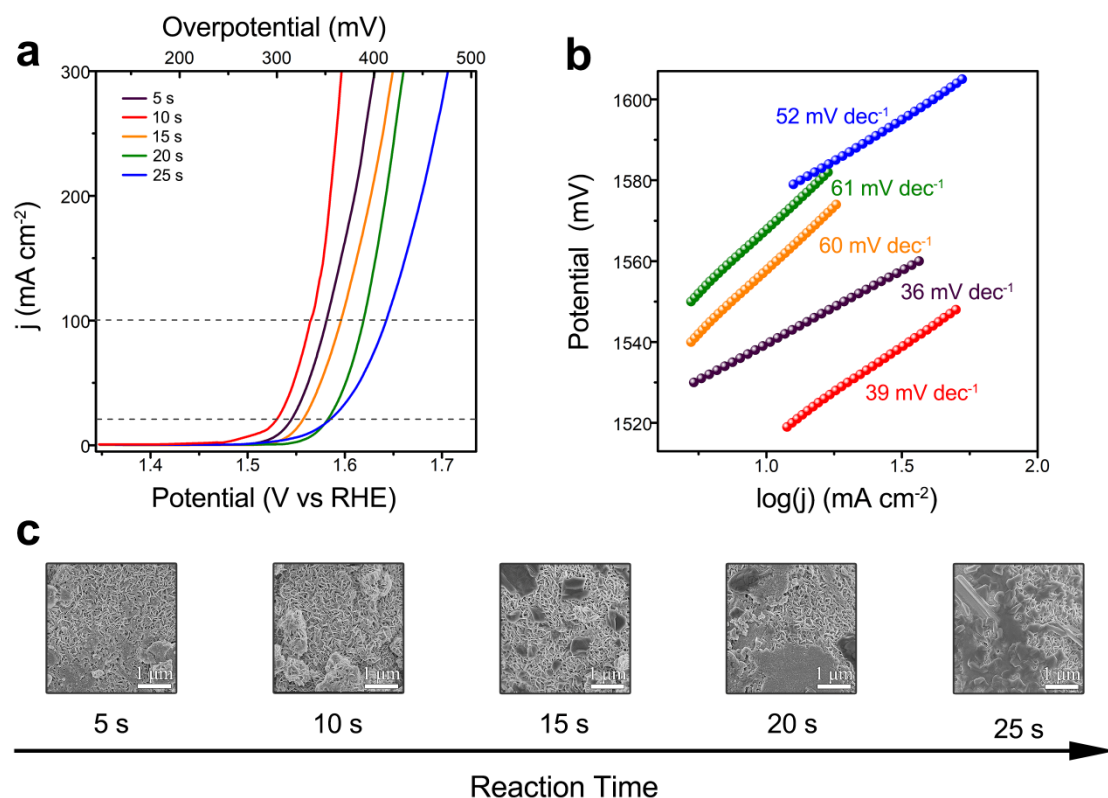 a
Overpotential (mV)
200 300 400 500
300
200
100
0
j (mA cm⁻²)
5 s
10 s
15 s
20 s
25 s
1.4 1.5 1.6 1.7
Potential (V vs RHE)
b
1600
1580
1560
1540
1520
Potential (mV)
52 mV dec⁻¹
61 mV dec⁻¹
60 mV dec⁻¹
36 mV dec⁻¹
39 mV dec⁻¹
1.0 1.5 2.0
log(j) (mA cm⁻²)
c
1 μm 1 μm 1 μm 1 μm 1 μm
5 s 10 s 15 s 20 s 25 s
Reaction Time